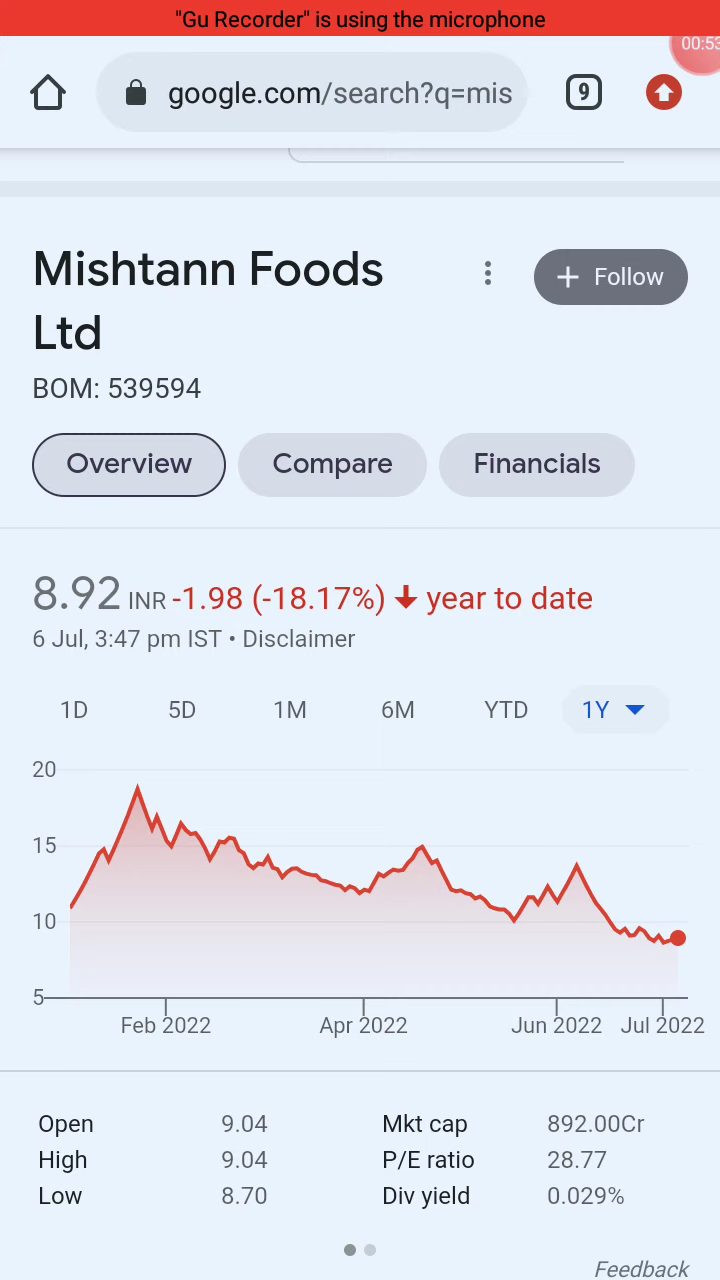 "Gu Recorder" is using the microphone
00:53
google.com/search?q=mis
9
Mishtann Foods
Ltd
+ Follow
BOM: 539594
Overview
Compare
Financials
8.92 INR -1.98 (-18.17%) ↓ year to date
6 Jul, 3:47 pm IST • Disclaimer
1D 5D 1M 6M YTD 1Y
20
15
10
5
Feb 2022 Apr 2022 Jun 2022 Jul 2022
Open 9.04 Mkt cap 892.00Cr
High 9.04 P/E ratio 28.77
Low 8.70 Div yield 0.029%
Feedback